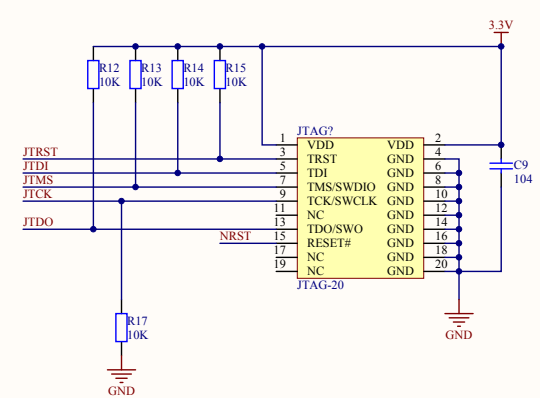 3.3V
R12 R13 R14 R15
10K 10K 10K 10K
JTAG?
1 VDD VDD 2
JTRST 3 TRST GND 4
JTDI 5 TDI GND 6
JTMS 7 TMS/SWDIO GND 8
JTCK 9 TCK/SWCLK GND 10
11 NC GND 12
JTDO 13 TDO/SWO GND 14
NRST 15 RESET# GND 16
17 NC GND 18
19 NC GND 20
JTAG-20
C9
104
R17
10K
GND
GND